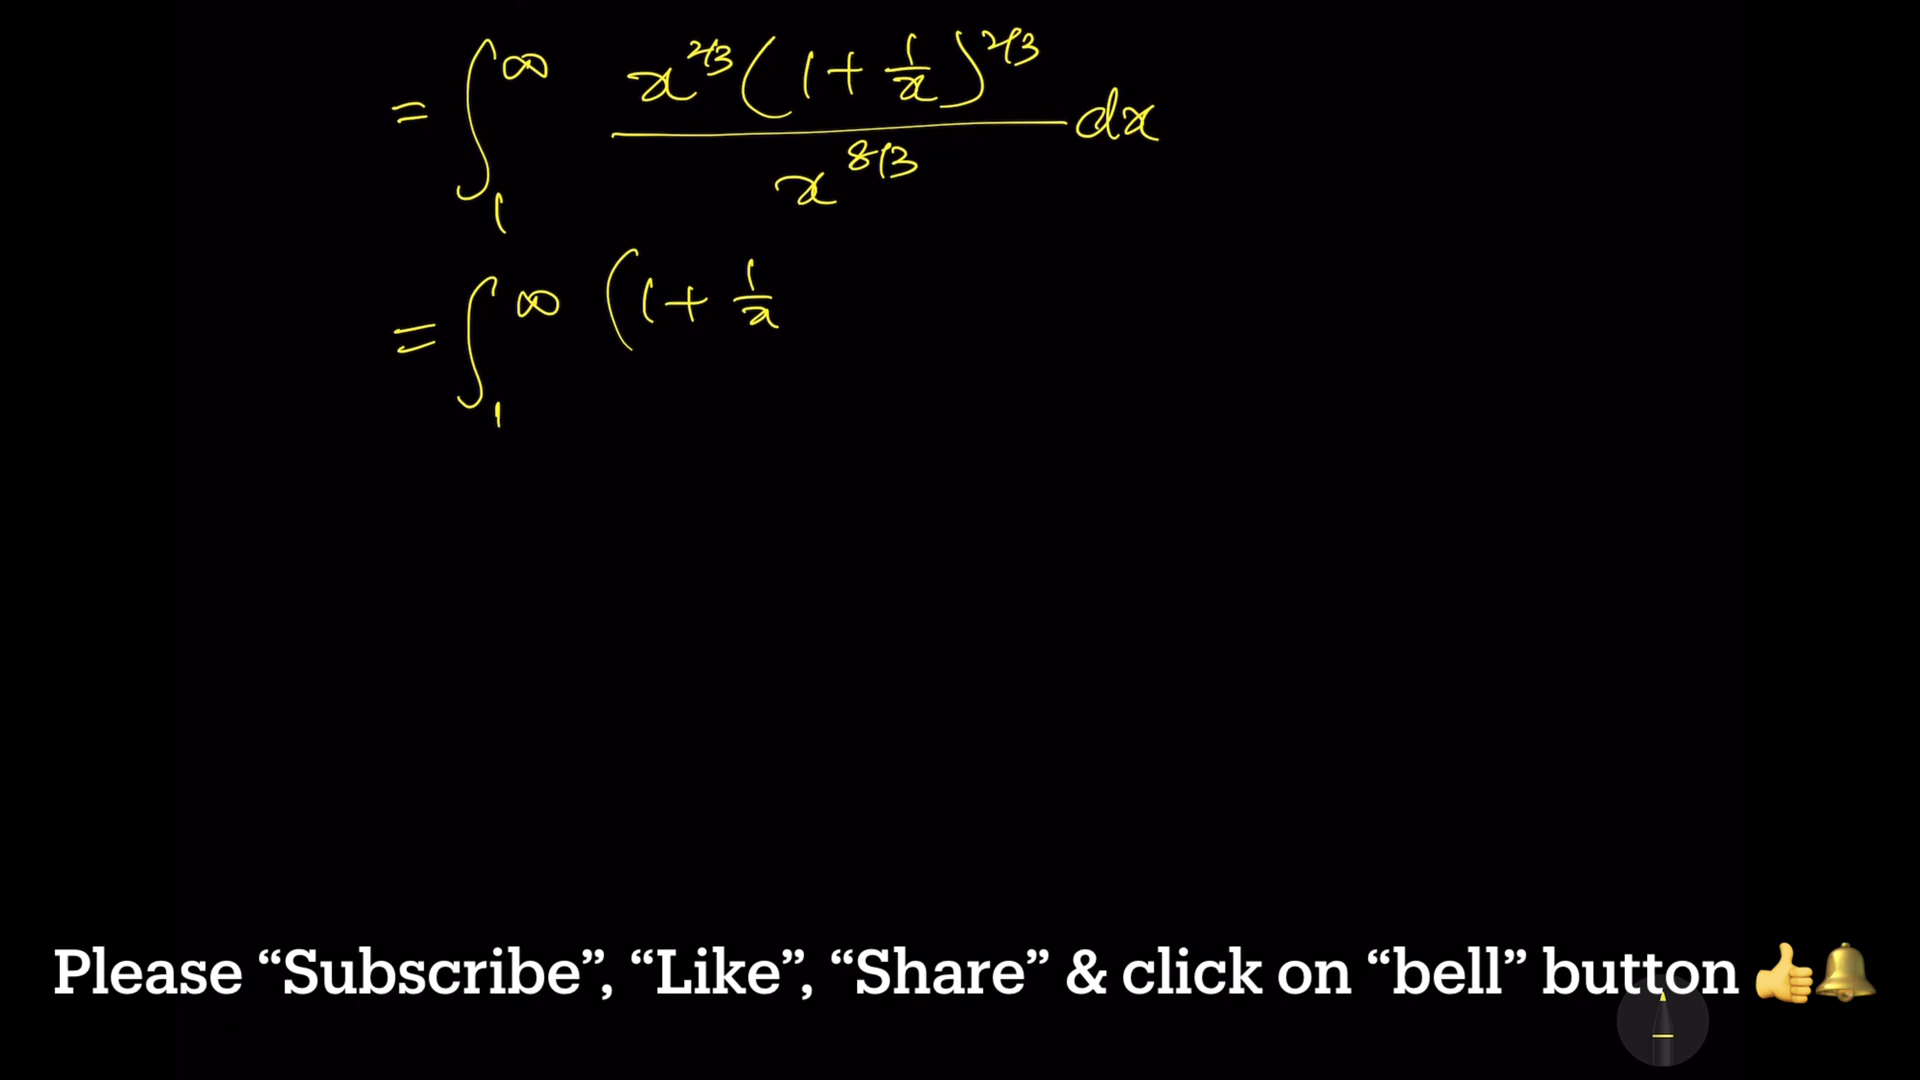 = ∫₁^∞ x^{2/3} (1 + 1/x)^{2/3} / x^{8/3} dx
= ∫₁^∞ (1 + 1/x
Please “Subscribe”, “Like”, “Share” & click on “bell” button 👍🔔